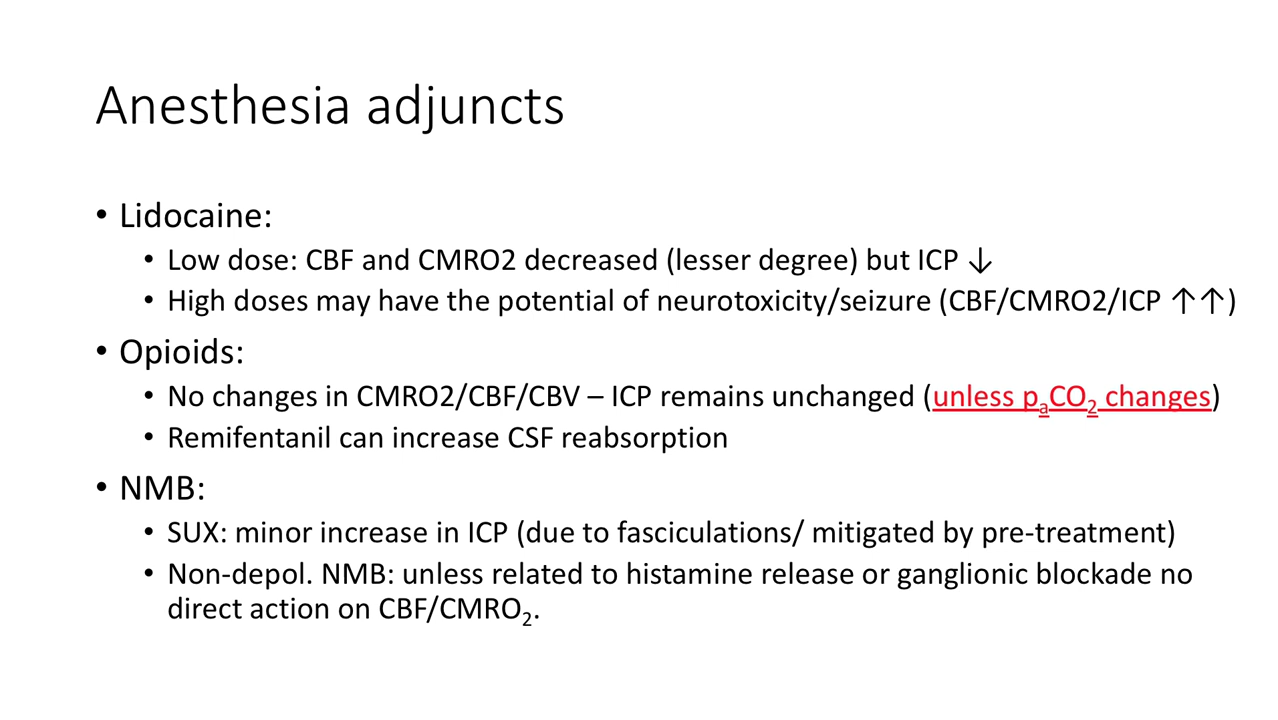 Anesthesia adjuncts
• Lidocaine:
• Low dose: CBF and CMRO2 decreased (lesser degree) but ICP ↓
• High doses may have the potential of neurotoxicity/seizure (CBF/CMRO2/ICP ↑↑)
• Opioids:
• No changes in CMRO2/CBF/CBV – ICP remains unchanged (unless paCO2 changes)
• Remifentanil can increase CSF reabsorption
• NMB:
• SUX: minor increase in ICP (due to fasciculations/ mitigated by pre-treatment)
• Non-depol. NMB: unless related to histamine release or ganglionic blockade no
direct action on CBF/CMRO2.